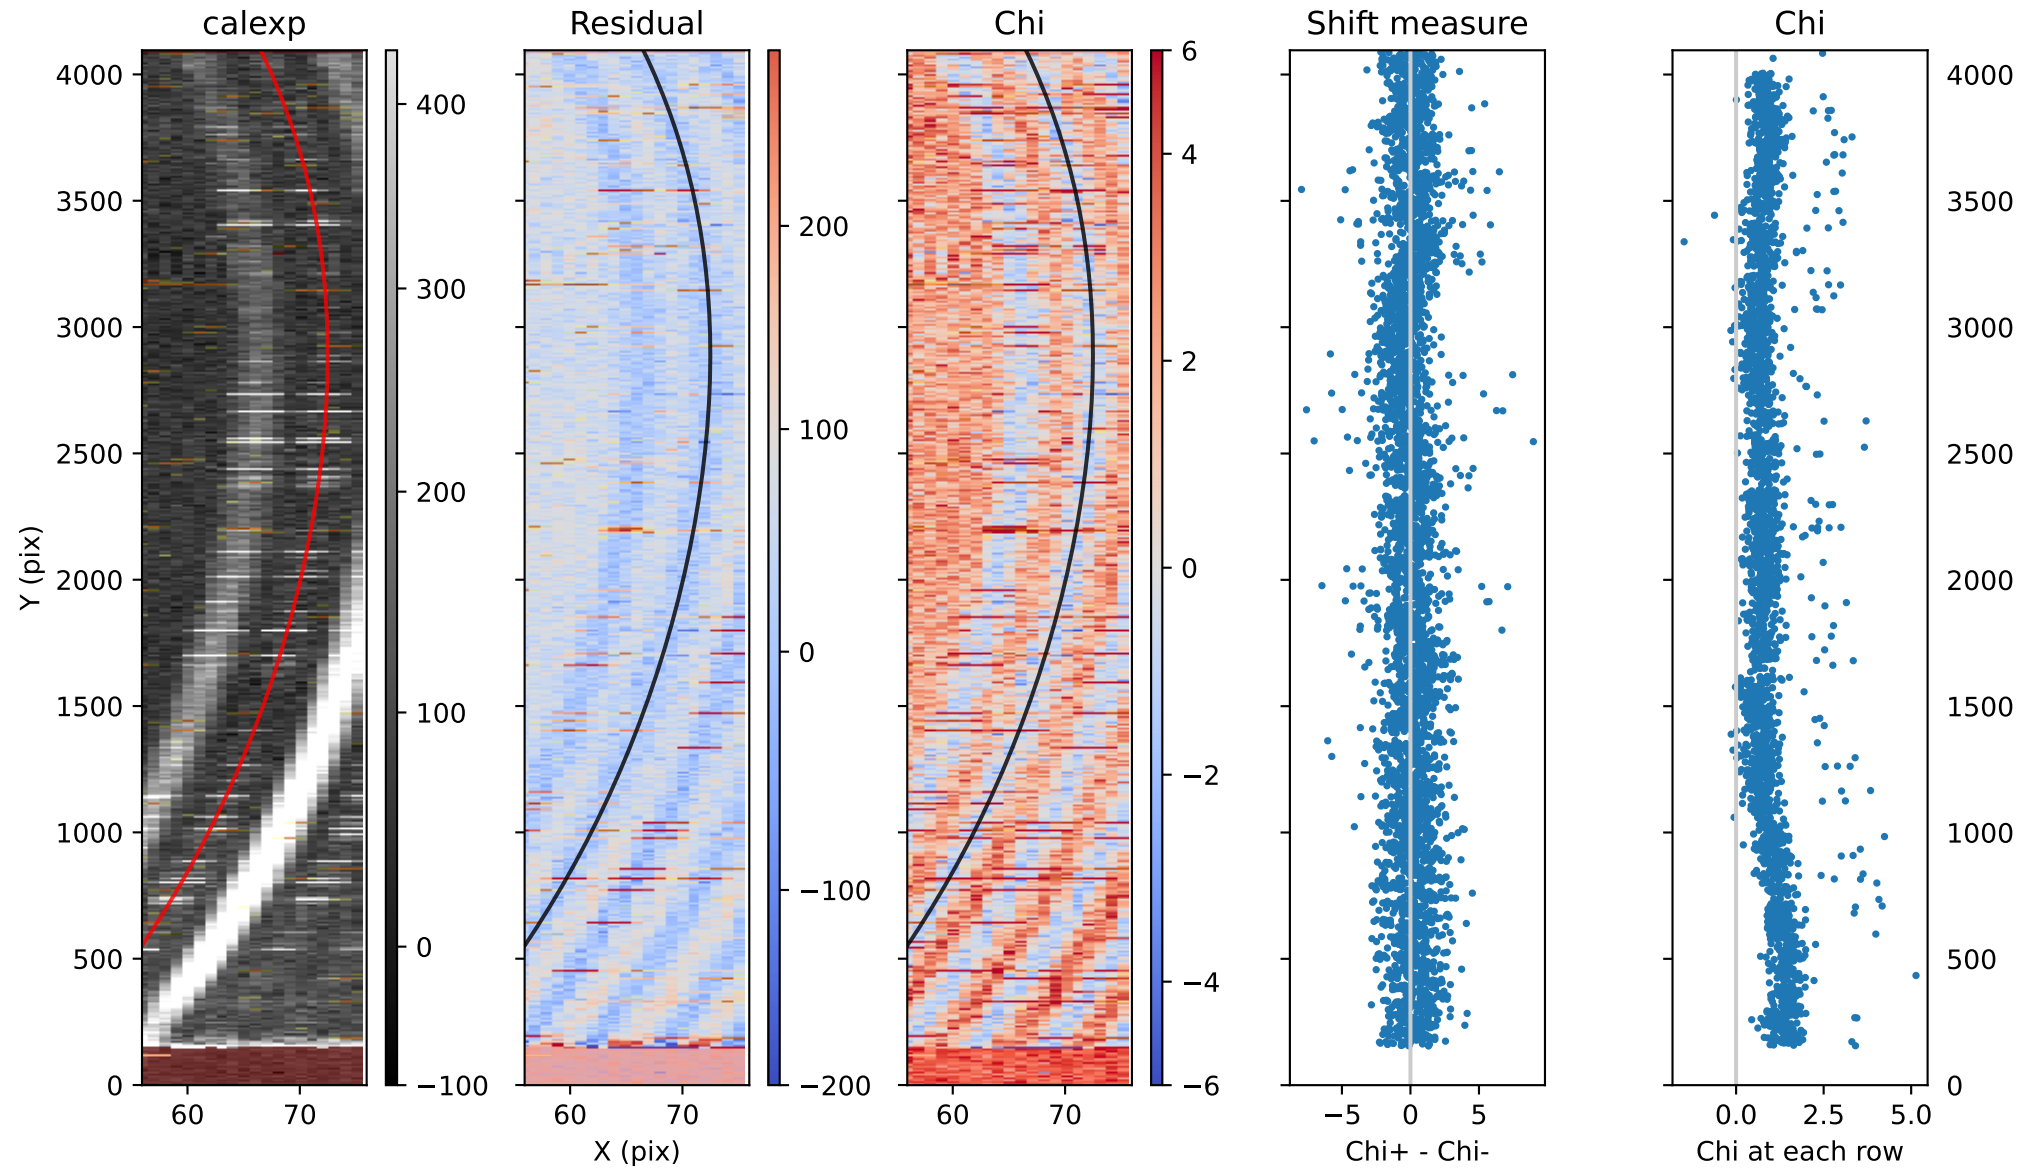 calexp Residual Chi Shift measure Chi
4000 400 6 4000
3500 300 200 4 3500
3000 2 3000
2500 200 100 0 2500
2000 0 −2 2000
1500 100 1500
1000 0 −100 −4 1000
500 500
0 −100 −200 −6 0
Y (pix)
60 70 60 70 60 70 −5 0 5 0.0 2.5 5.0
X (pix) Chi+ - Chi- Chi at each row